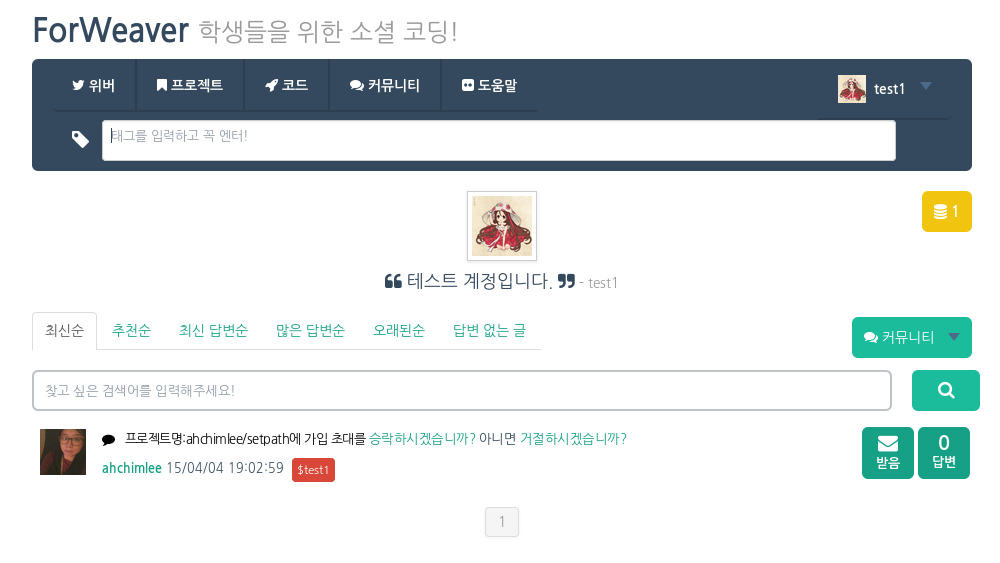 ForWeaver 학생들을 위한 소셜 코딩!
위버 프로젝트 코드 커뮤니티 도움말 test1
태그를 입력하고 꼭 엔터!
1
❝ 테스트 계정입니다. ❞ - test1
최신순 추천순 최신 답변순 많은 답변순 오래된순 답변 없는 글 커뮤니티
찾고 싶은 검색어를 입력해주세요!
프로젝트명:ahchimlee/setpath에 가입 초대를 승락하시겠습니까? 아니면 거절하시겠습니까?
ahchimlee 15/04/04 19:02:59 $test1
받음
0
답변
1